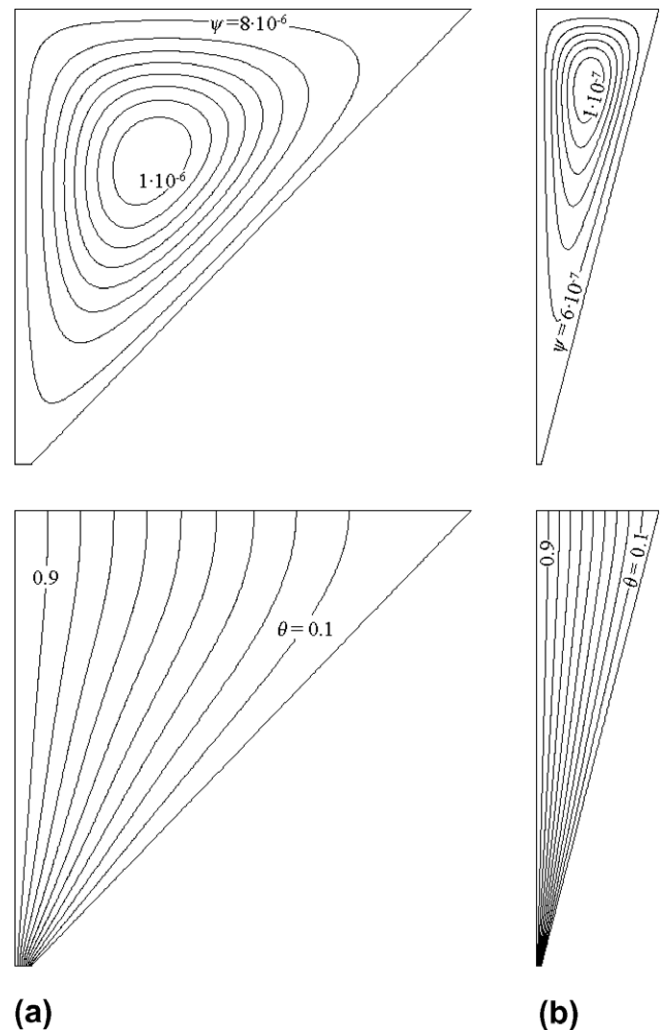 ψ=8·10⁻⁶
1·10⁻⁶
1·10⁻⁷
ψ = 6·10⁻⁷
0.9
θ = 0.1
0.9
θ = 0.1
(a)
(b)